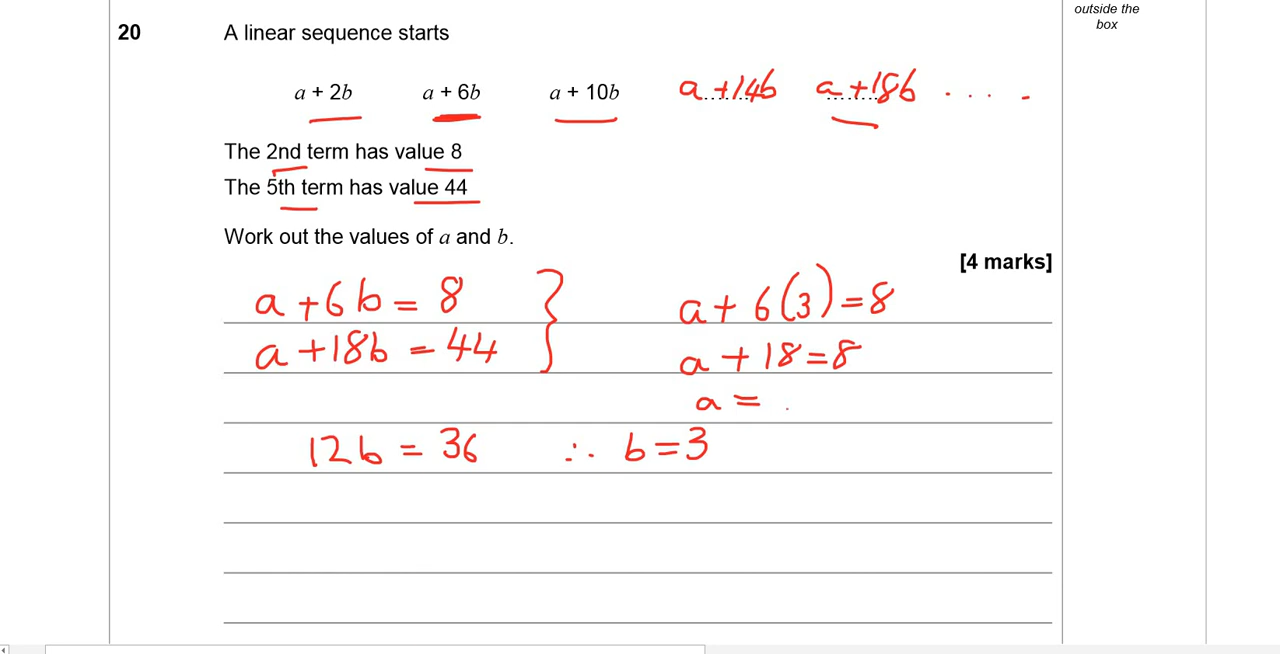 outside the
box
20 A linear sequence starts
a + 2b a + 6b a + 10b a + 14b a + 18b ....
The 2nd term has value 8
The 5th term has value 44
Work out the values of a and b.
[4 marks]
a + 6b = 8 } a + 6(3) = 8
a + 18b = 44 a + 18 = 8
a = .
12b = 36 ∴ b = 3